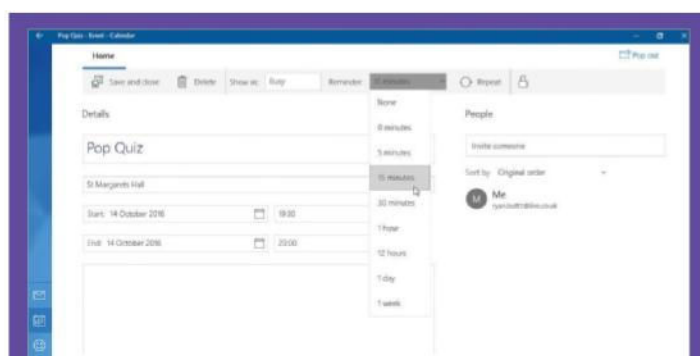 Pop Quiz - Event - Calendar
Home
Pop out
Save and close Delete Show as: Busy Reminder: Repeat
None
0 minutes
5 minutes
15 minutes
30 minutes
1 hour
12 hours
1 day
1 week
Details
Pop Quiz
St Margarets Hall
Start: 14 October 2016 19:30
End: 14 October 2016 23:00
People
Invite someone
Sort by: Original order
M Me